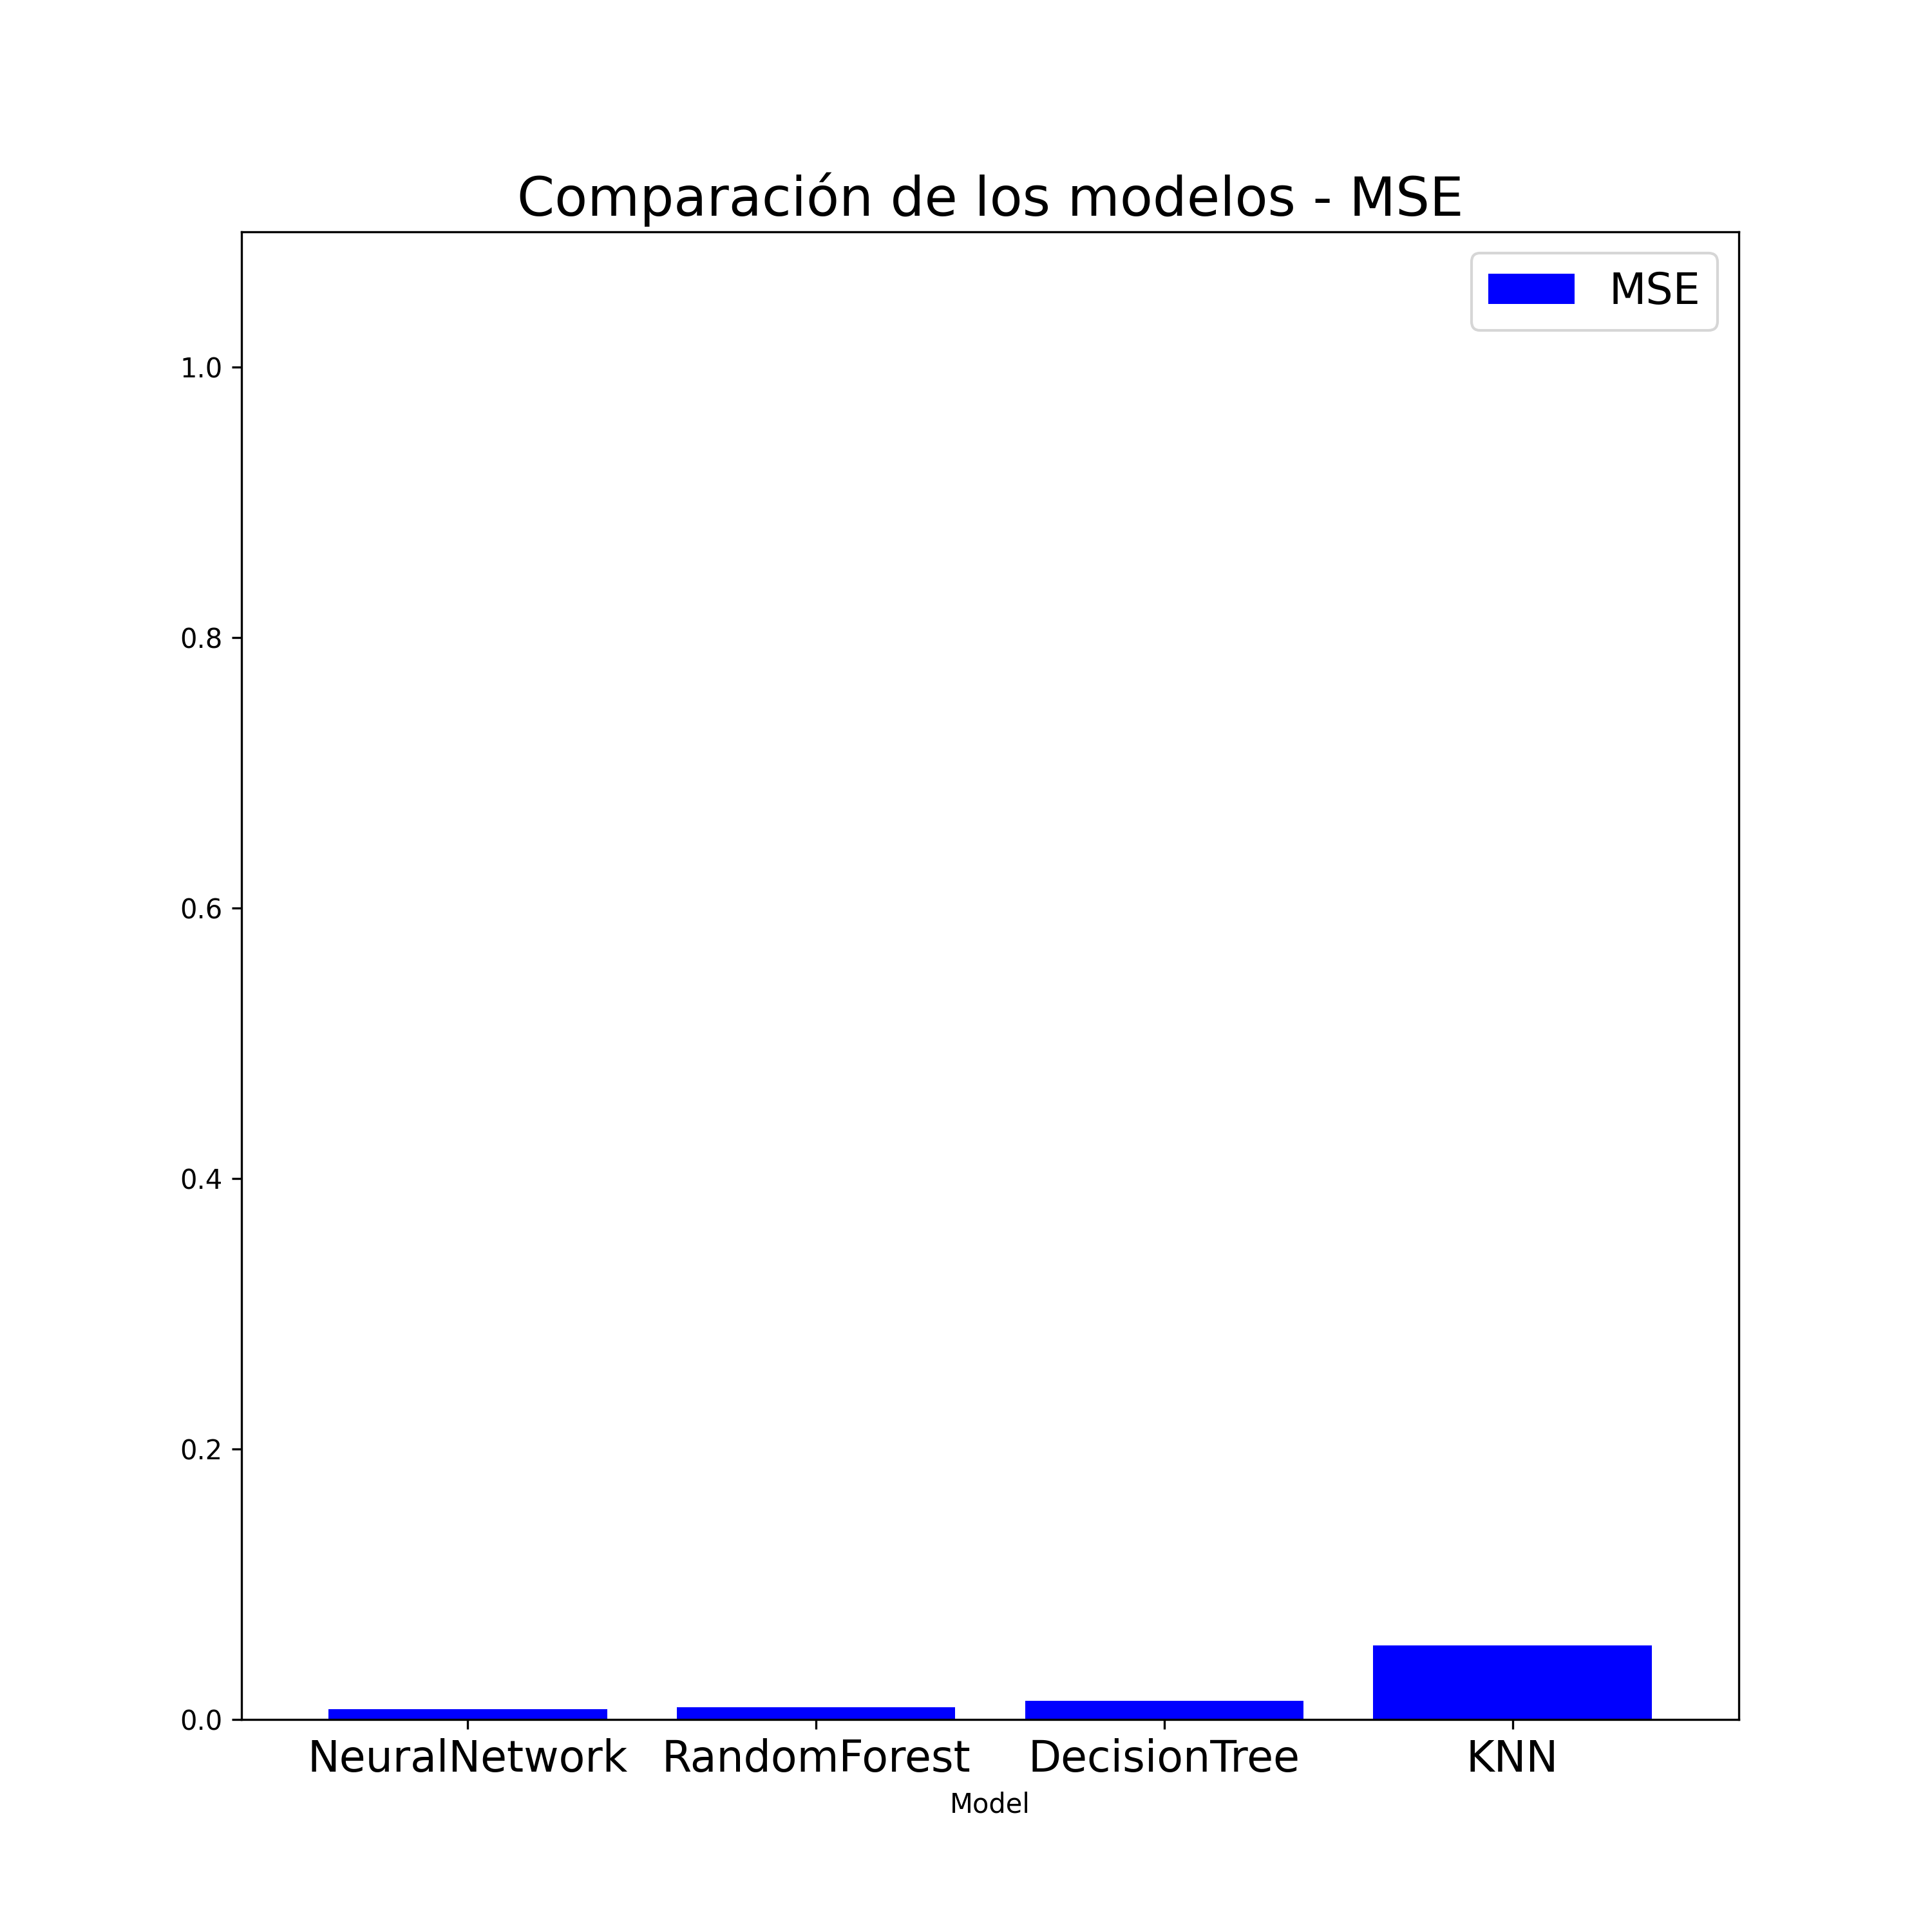 Comparación de los modelos - MSE
MSE
1.0
0.8
0.6
0.4
0.2
0.0
NeuralNetwork RandomForest DecisionTree KNN
Model